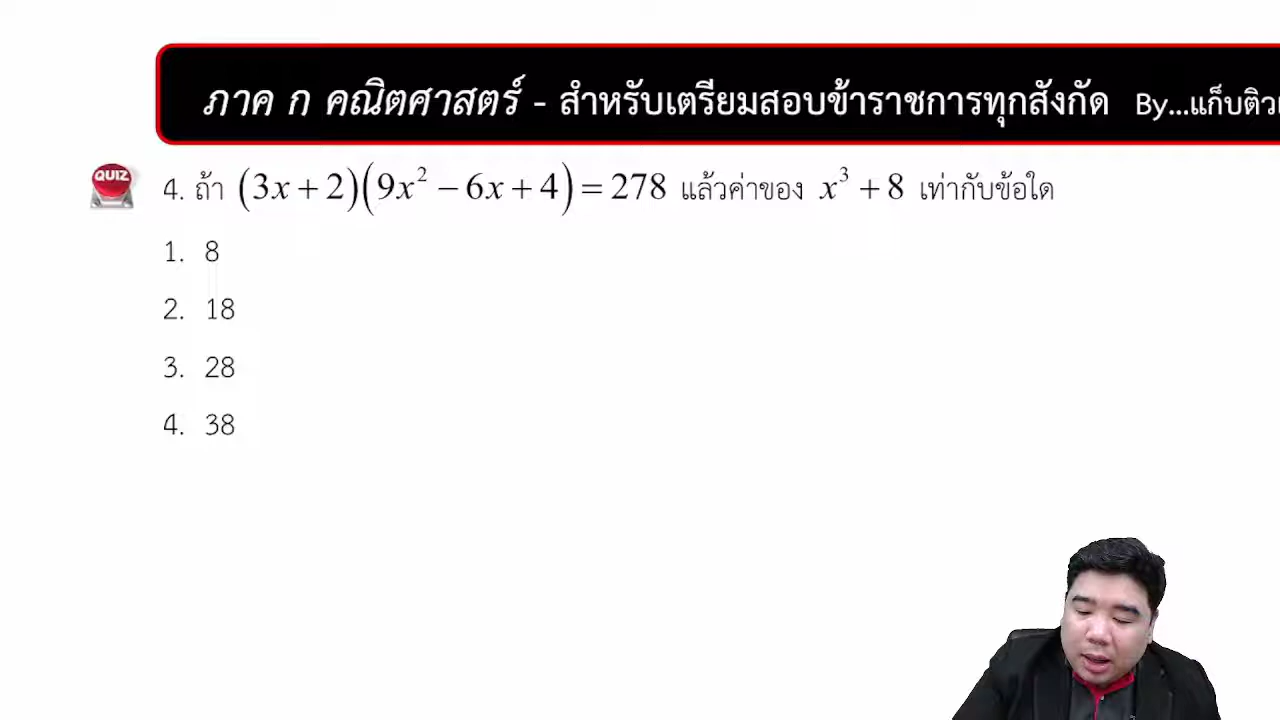 ภาค ก คณิตศาสตร์ - สำหรับเตรียมสอบข้าราชการทุกสังกัด By...แก็บติว
QUIZ
4. ถ้า (3x + 2)(9x² − 6x + 4) = 278 แล้วค่าของ x³ + 8 เท่ากับข้อใด
1. 8
2. 18
3. 28
4. 38